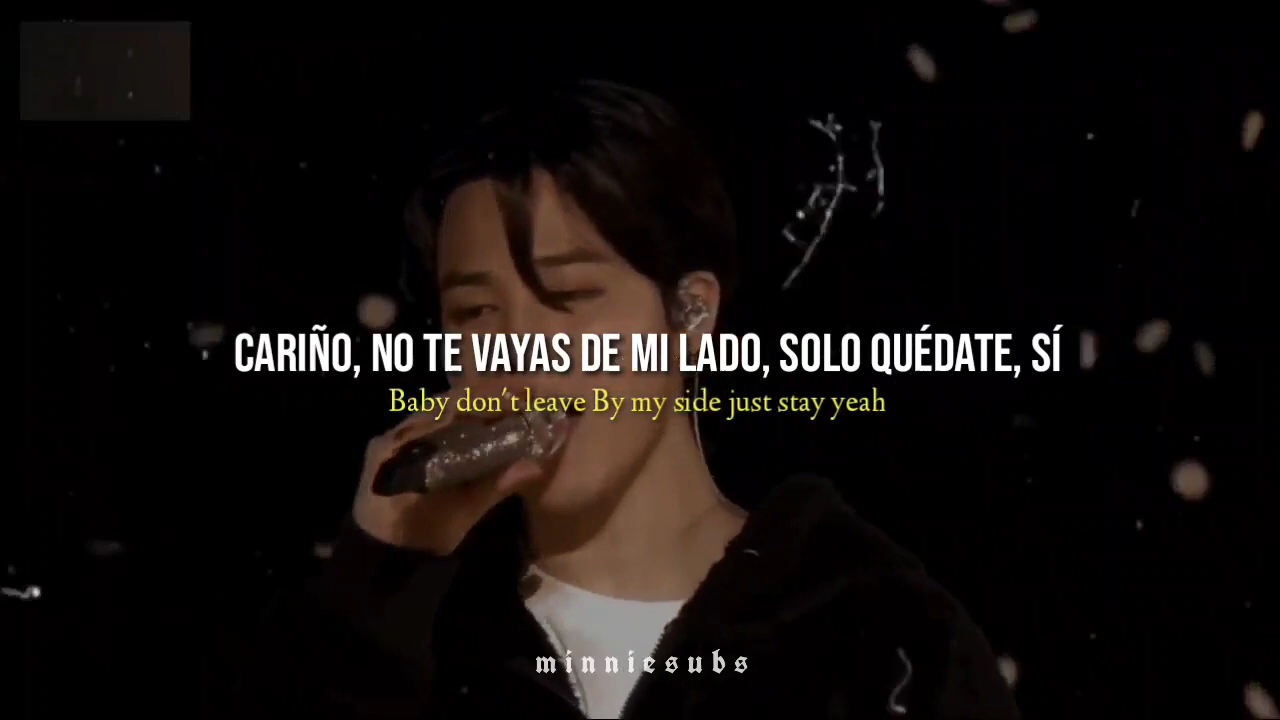 CARIÑO, NO TE VAYAS DE MI LADO, SOLO QUÉDATE, SÍ
Baby don't leave By my side just stay yeah
minniesubs